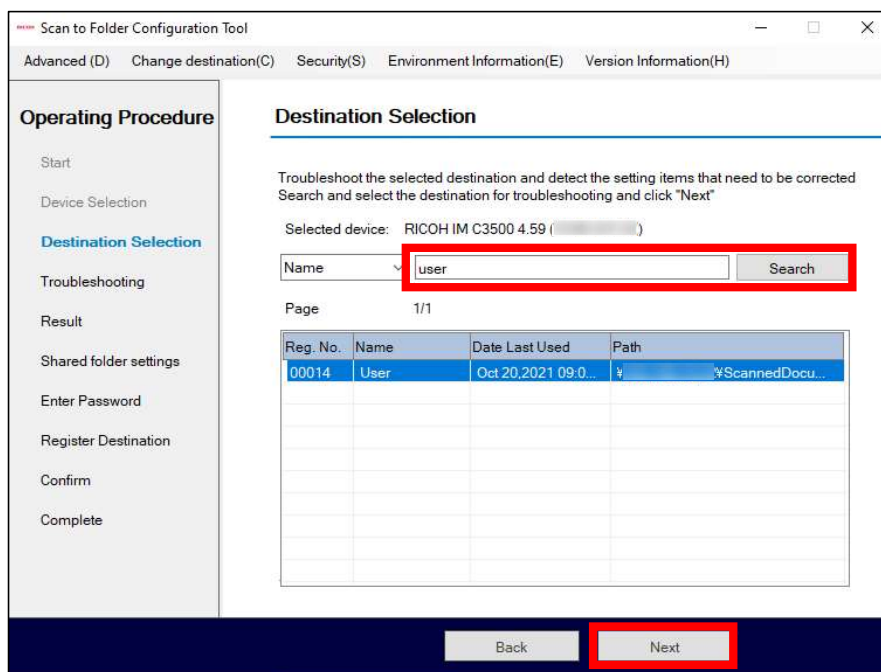 Scan to Folder Configuration Tool
Advanced (D) Change destination(C) Security(S) Environment Information(E) Version Information(H)
Operating Procedure
Start
Device Selection
Destination Selection
Troubleshooting
Result
Shared folder settings
Enter Password
Register Destination
Confirm
Complete
Destination Selection
Troubleshoot the selected destination and detect the setting items that need to be corrected
Search and select the destination for troubleshooting and click "Next"
Selected device: RICOH IM C3500 4.59 ( )
Name user Search
Page 1/1
Reg. No. Name Date Last Used Path
00014 User Oct 20,2021 09:0... ¥ ¥ScannedDocu...
Back Next